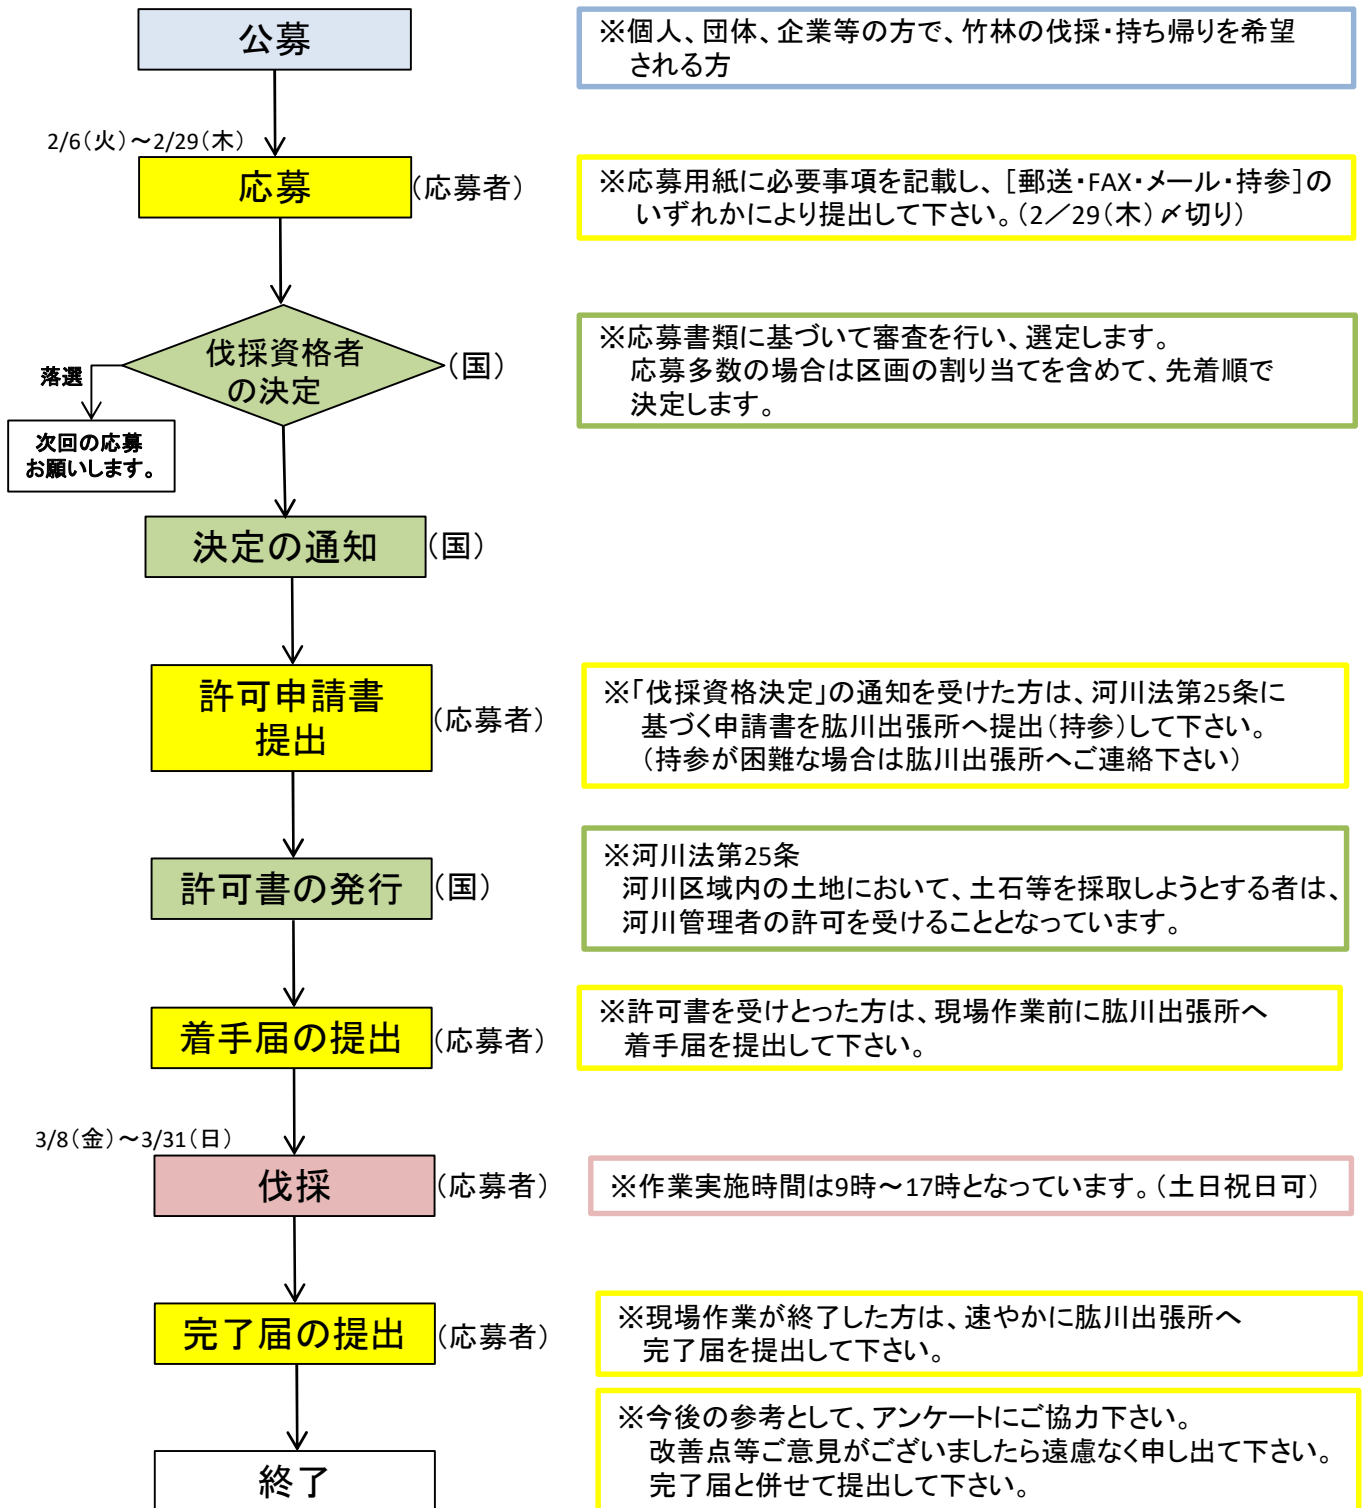 公募
※個人、団体、企業等の方で、竹林の伐採・持ち帰りを希望
される方
2/6(火)～2/29(木)
応募
(応募者)
※応募用紙に必要事項を記載し、[郵送・FAX・メール・持参]の
いずれかにより提出して下さい。(2／29(木)〆切り)
伐採資格者
の決定
(国)
落選
次回の応募
お願いします。
※応募書類に基づいて審査を行い、選定します。
応募多数の場合は区画の割り当てを含めて、先着順で
決定します。
決定の通知
(国)
許可申請書
提出
(応募者)
※「伐採資格決定」の通知を受けた方は、河川法第25条に
基づく申請書を肱川出張所へ提出(持参)して下さい。
(持参が困難な場合は肱川出張所へご連絡下さい)
許可書の発行
(国)
※河川法第25条
河川区域内の土地において、土石等を採取しようとする者は、
河川管理者の許可を受けることとなっています。
着手届の提出
(応募者)
※許可書を受けとった方は、現場作業前に肱川出張所へ
着手届を提出して下さい。
3/8(金)～3/31(日)
伐採
(応募者)
※作業実施時間は9時～17時となっています。(土日祝日可)
完了届の提出
(応募者)
※現場作業が終了した方は、速やかに肱川出張所へ
完了届を提出して下さい。
終了
※今後の参考として、アンケートにご協力下さい。
改善点等ご意見がございましたら遠慮なく申し出て下さい。
完了届と併せて提出して下さい。